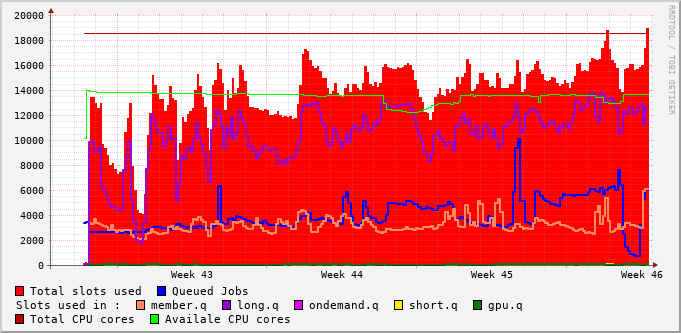 20000
18000
16000
14000
12000
10000
8000
6000
4000
2000
0
Week 43 Week 44 Week 45 Week 46
RRDTOOL / TOBI OETIKER
Total slots used Queued Jobs
Slots used in : member.q long.q ondemand.q short.q gpu.q
Total CPU cores Availale CPU cores